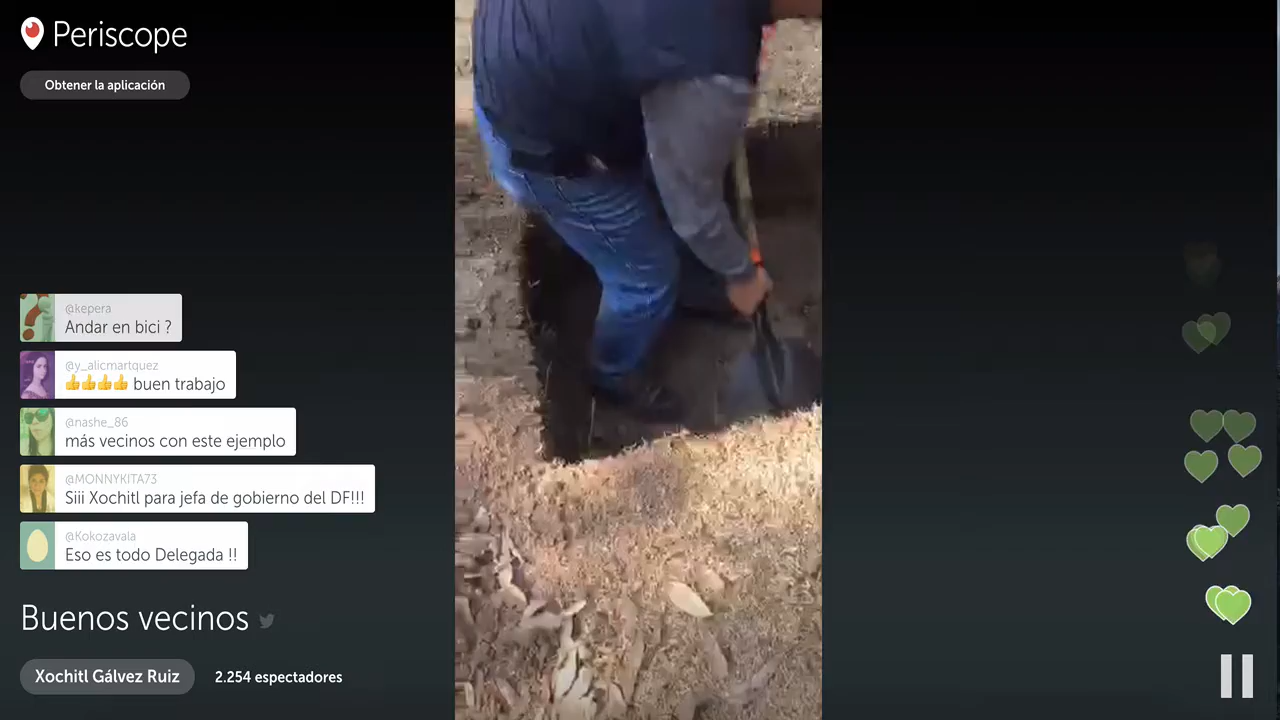 Periscope
Obtener la aplicación
@kepera
Andar en bici ?
@y_alicmartquez
👍👍👍👍 buen trabajo
@nashe_86
más vecinos con este ejemplo
@MONNYKITA73
Siii Xochitl para jefa de gobierno del DF!!!
@Kokozavala
Eso es todo Delegada !!
Buenos vecinos
Xochitl Gálvez Ruiz
2.254 espectadores